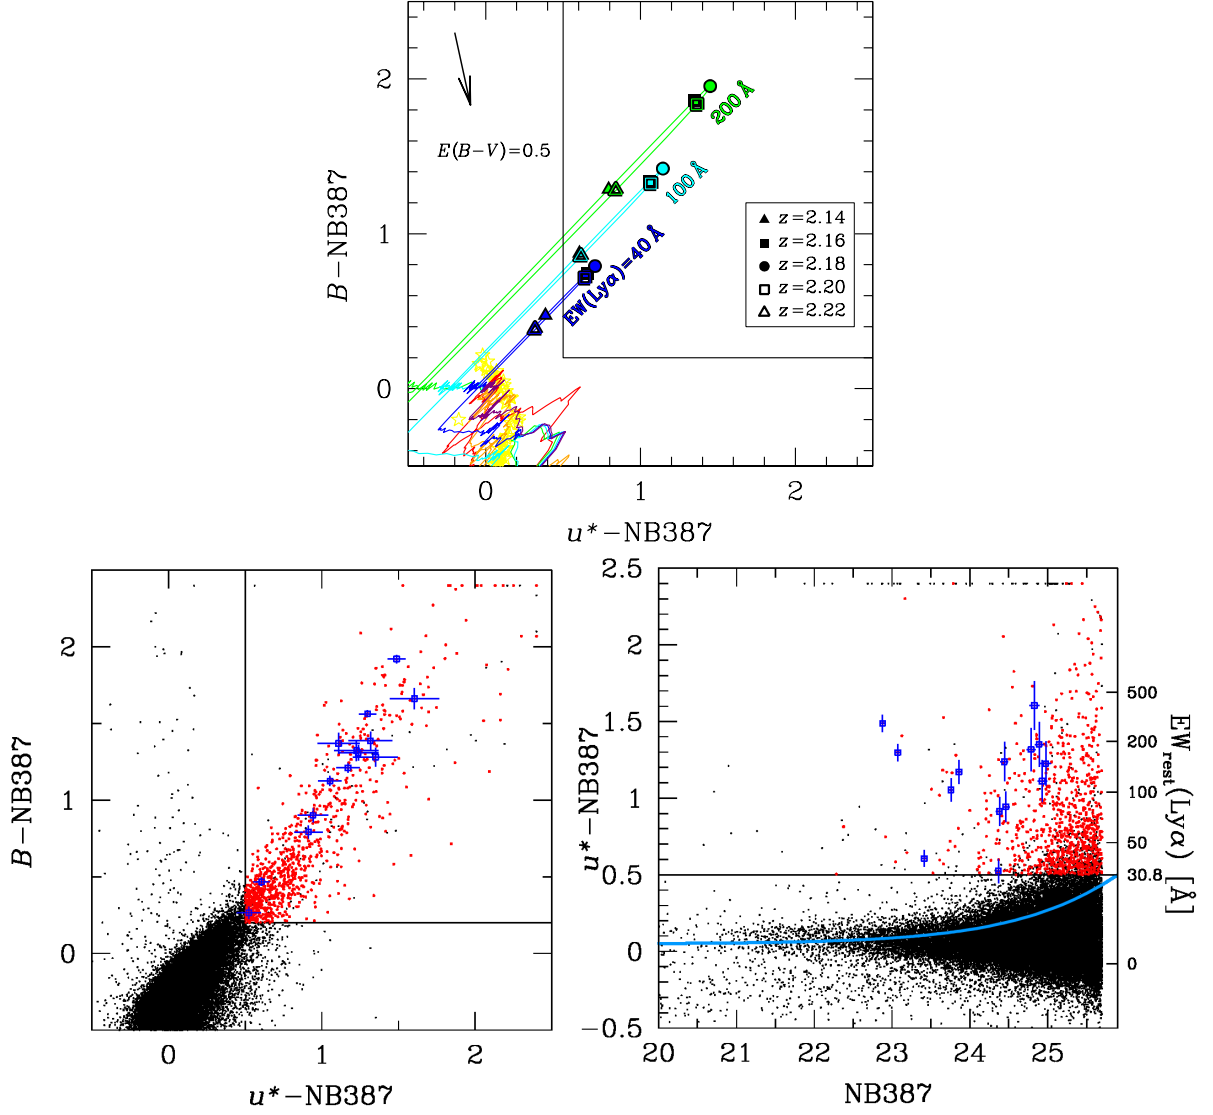 2
1
0
B−NB387
E(B−V)=0.5
200 Å
100 Å
EW(Lyα)=40 Å
z=2.14
z=2.16
z=2.18
z=2.20
z=2.22
0 1 2
u*−NB387
2
1
0
B−NB387
0 1 2
u*−NB387
2.5
2
1.5
1
0.5
0
−0.5
u*−NB387
20 21 22 23 24 25
NB387
500
200
100
50
30.8
0
EWrest(Lyα) [Å]